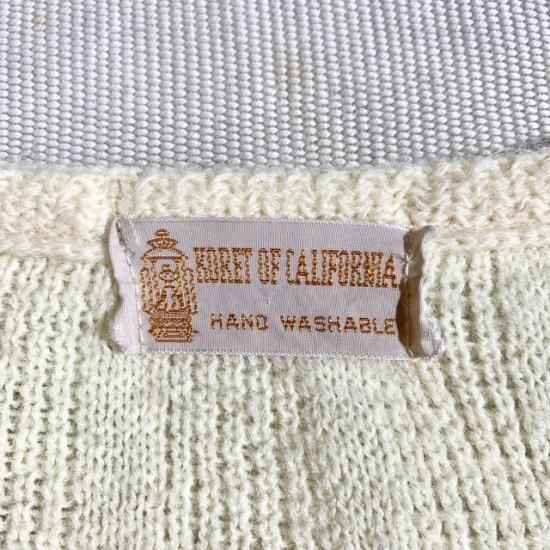 KORET OF CALIFORNIA
HAND WASHABLE